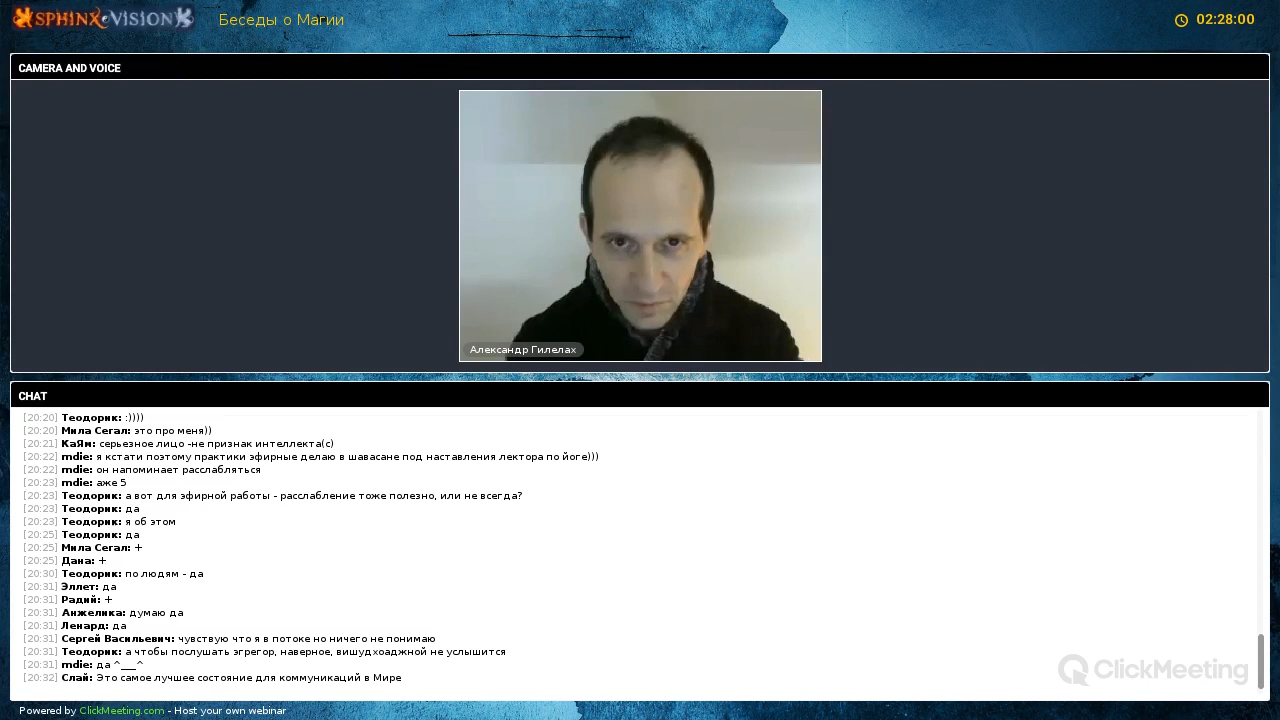 SPHINX VISION
Беседы о Магии
02:28:00
CAMERA AND VOICE
Александр Гилелах
CHAT
[20:20] Теодорик: :))))
[20:20] Мила Сегал: это про меня))
[20:21] КаЯм: серьезное лицо -не признак интеллекта(с)
[20:22] mdie: я кстати поэтому практики эфирные делаю в шавасане под наставления лектора по йоге)))
[20:22] mdie: он напоминает расслабляться
[20:23] mdie: аже 5
[20:23] Теодорик: а вот для эфирной работы - расслабление тоже полезно, или не всегда?
[20:23] Теодорик: да
[20:23] Теодорик: я об этом
[20:25] Теодорик: да
[20:25] Мила Сегал: +
[20:25] Дана: +
[20:30] Теодорик: по людям - да
[20:31] Эллет: да
[20:31] Радий: +
[20:31] Анжелика: думаю да
[20:31] Ленард: да
[20:31] Сергей Васильевич: чувствую что я в потоке но ничего не понимаю
[20:31] Теодорик: а чтобы послушать эгрегор, наверное, вишудхоаджной не услышится
[20:31] mdie: да ^___^
[20:32] Слай: Это самое лучшее состояние для коммуникаций в Мире
ClickMeeting
Powered by ClickMeeting.com - Host your own webinar